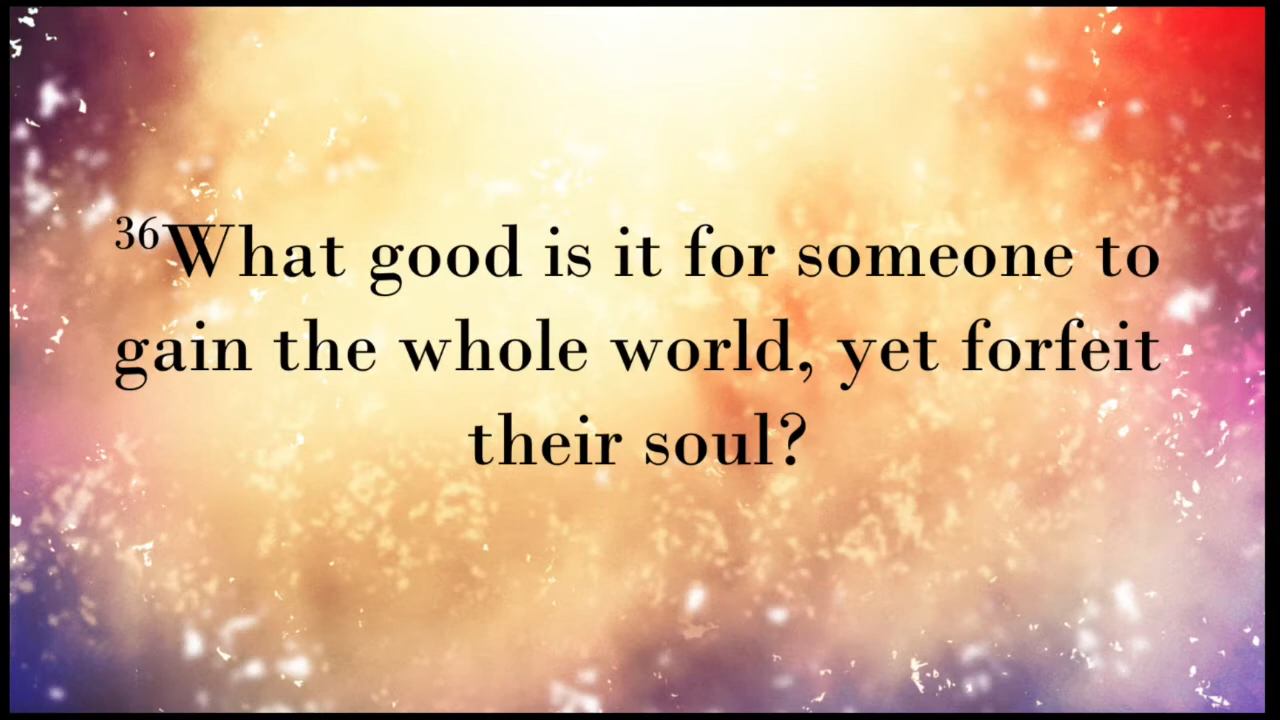 36What good is it for someone to
gain the whole world, yet forfeit
their soul?